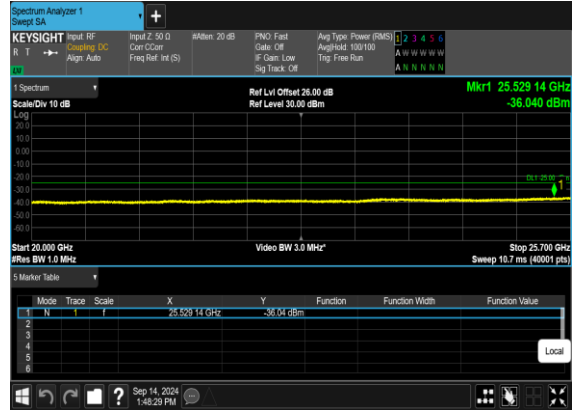 Spectrum Analyzer 1
Swept SA
+
KEYSIGHT Input: RF Input Z: 50 Ω #Atten: 20 dB PNO: Fast Avg Type: Power (RMS) 1 2 3 4 5 6
R T Coupling: DC Corr CCorr Gate: Off Avg|Hold: 100/100 A W W W W W
Align: Auto Freq Ref: Int (S) IF Gain: Low Trig: Free Run
Sig Track: Off A N N N N N
LW
1 Spectrum Ref Lvl Offset 26.00 dB Mkr1 25.529 14 GHz
Scale/Div 10 dB Ref Level 30.00 dBm -36.040 dBm
Log
20.0
10.0
0.00
-10.0
-20.0
DL1 -25.00
1
-30.0
-40.0
-50.0
-60.0
Start 20.000 GHz Video BW 3.0 MHz* Stop 25.700 GHz
#Res BW 1.0 MHz Sweep 10.7 ms (40001 pts)
5 Marker Table
Mode Trace Scale X Y Function Function Width Function Value
1 N 1 f 25.529 14 GHz -36.04 dBm
2
3
4
5
6
Local
? Sep 14, 2024
1:48:29 PM